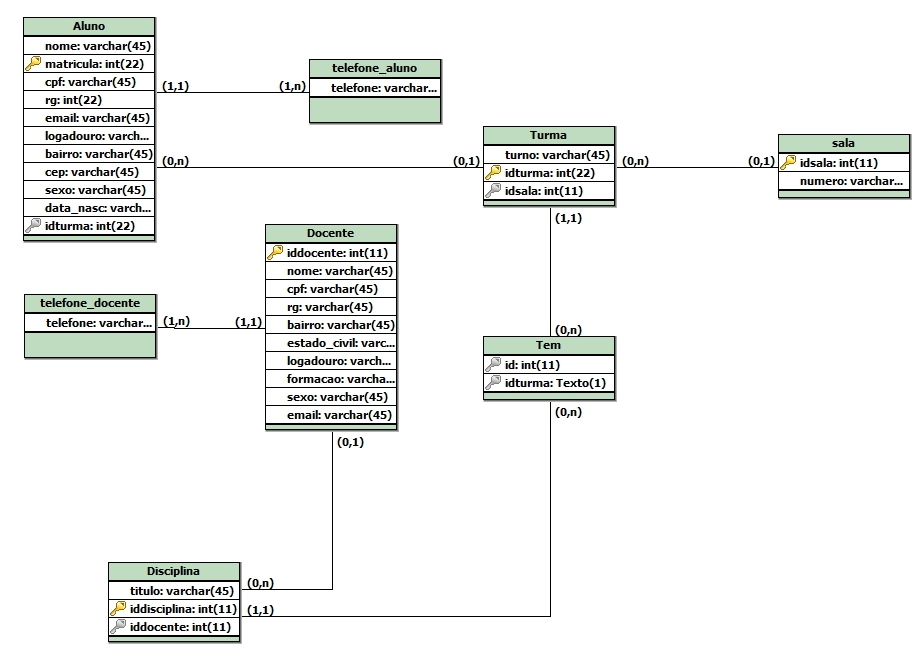 Aluno
nome: varchar(45)
matricula: int(22)
cpf: varchar(45)
rg: int(22)
email: varchar(45)
logadouro: varch...
bairro: varchar(45)
cep: varchar(45)
sexo: varchar(45)
data_nasc: varch...
idturma: int(22)
(1,1)
(1,n)
telefone_aluno
telefone: varchar...
(0,n)
(0,1)
Turma
turno: varchar(45)
idturma: int(22)
idsala: int(11)
(0,n)
(0,1)
sala
idsala: int(11)
numero: varchar...
(1,1)
Docente
iddocente: int(11)
nome: varchar(45)
cpf: varchar(45)
rg: varchar(45)
bairro: varchar(45)
estado_civil: varc...
logadouro: varch...
formacao: varcha...
sexo: varchar(45)
email: varchar(45)
telefone_docente
telefone: varchar...
(1,n)
(1,1)
(0,n)
Tem
id: int(11)
idturma: Texto(1)
(0,n)
(0,1)
Disciplina
titulo: varchar(45)
iddisciplina: int(11)
iddocente: int(11)
(0,n)
(1,1)